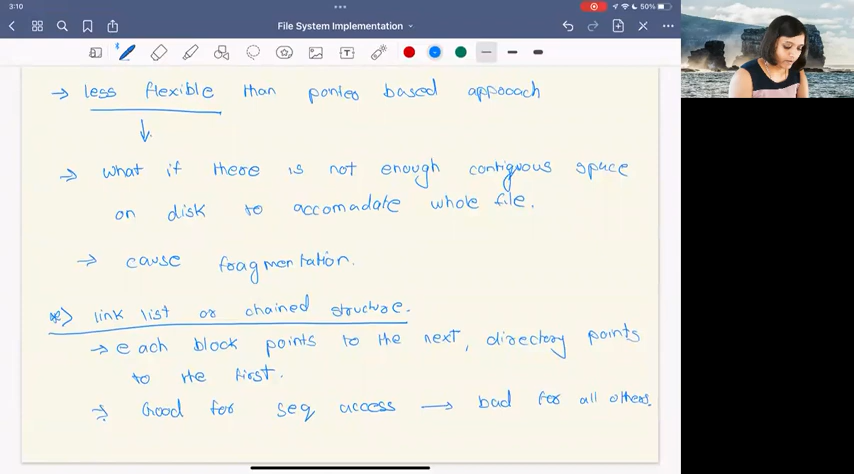 3:10
50%
File System Implementation
→ less flexible than pointer based approach
→ what if there is not enough contiguous space
on disk to accomadate whole file.
→ cause fragmentation.
*) link list or chained structure.
→ each block points to the next, directory points
to the first.
→ Good for seq access → bad for all others.